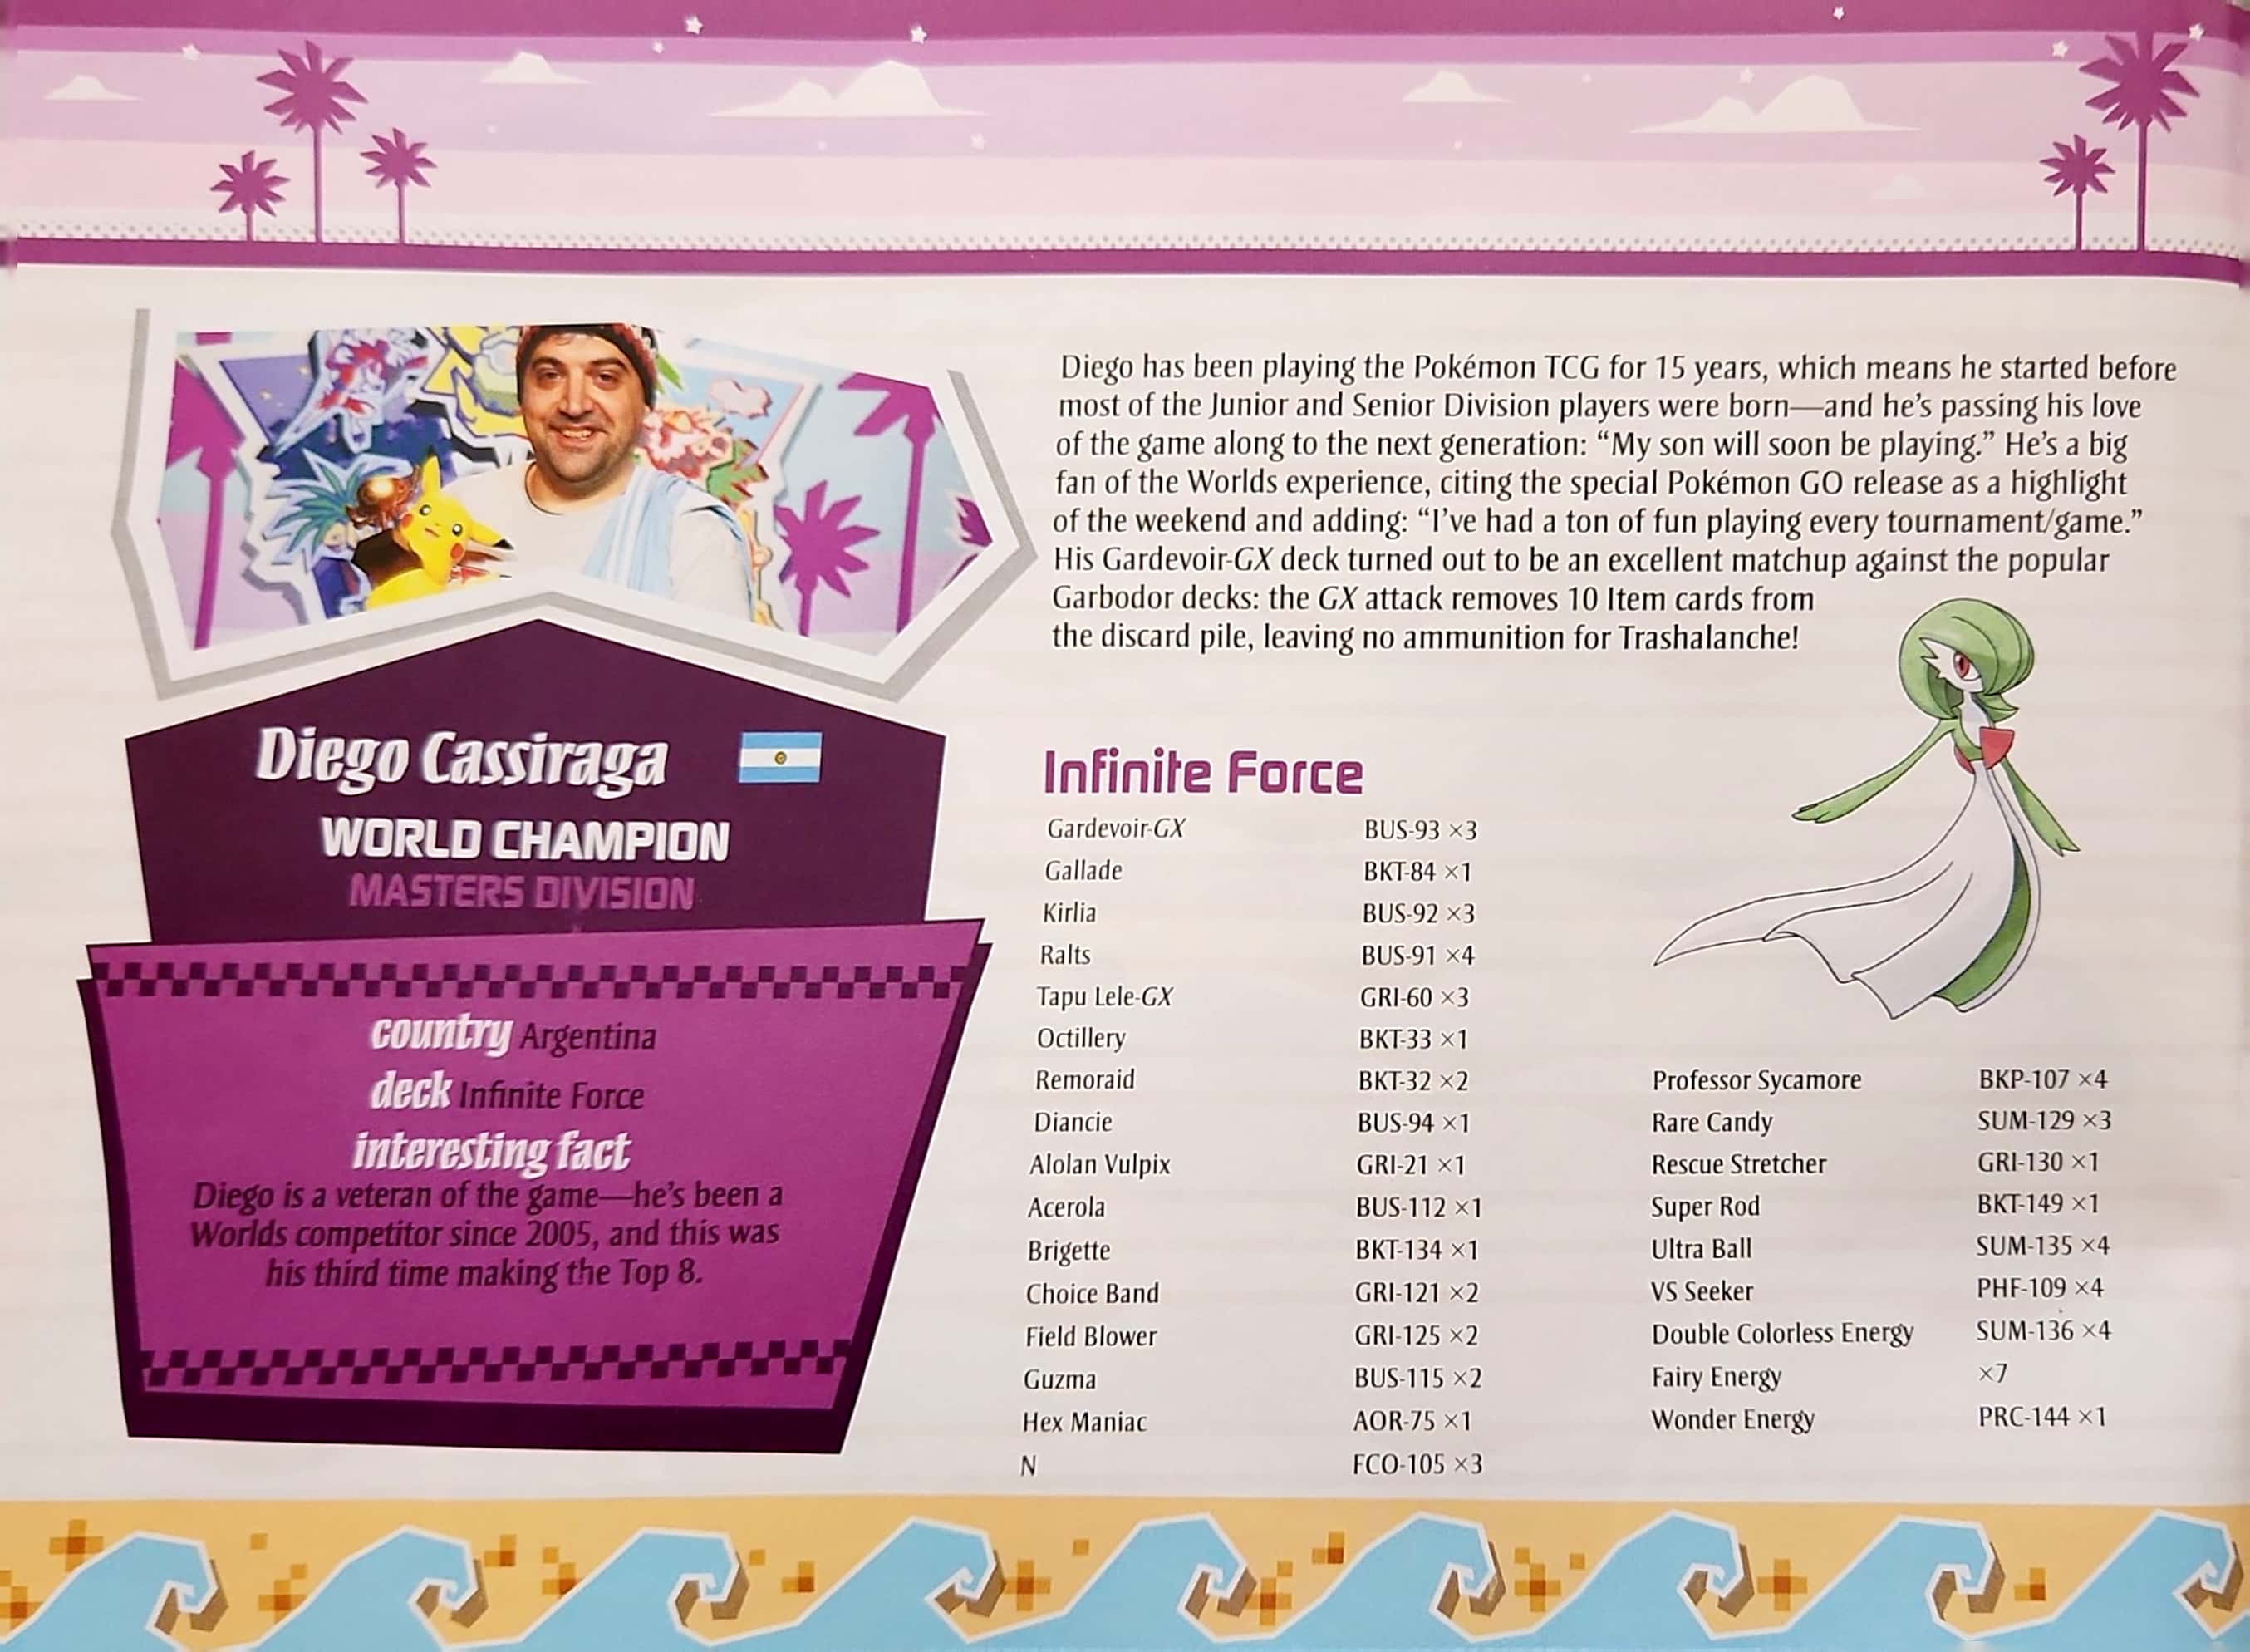 Diego has been playing the Pokémon TCG for 15 years, which means he started before
most of the Junior and Senior Division players were born—and he's passing his love
of the game along to the next generation: “My son will soon be playing.” He's a big
fan of the Worlds experience, citing the special Pokémon GO release as a highlight
of the weekend and adding: “I've had a ton of fun playing every tournament/game.”
His Gardevoir-GX deck turned out to be an excellent matchup against the popular
Garbodor decks: the GX attack removes 10 Item cards from
the discard pile, leaving no ammunition for Trashalanche!
Diego Cassiraga
WORLD CHAMPION
MASTERS DIVISION
country Argentina
deck Infinite Force
interesting fact
Diego is a veteran of the game—he's been a
Worlds competitor since 2005, and this was
his third time making the Top 8.
Infinite Force
Gardevoir-GX BUS-93 ×3
Gallade BKT-84 ×1
Kirlia BUS-92 ×3
Ralts BUS-91 ×4
Tapu Lele-GX GRI-60 ×3
Octillery BKT-33 ×1
Remoraid BKT-32 ×2
Diancie BUS-94 ×1
Alolan Vulpix GRI-21 ×1
Acerola BUS-112 ×1
Brigette BKT-134 ×1
Choice Band GRI-121 ×2
Field Blower GRI-125 ×2
Guzma BUS-115 ×2
Hex Maniac AOR-75 ×1
N FCO-105 ×3
Professor Sycamore BKP-107 ×4
Rare Candy SUM-129 ×3
Rescue Stretcher GRI-130 ×1
Super Rod BKT-149 ×1
Ultra Ball SUM-135 ×4
VS Seeker PHF-109 ×4
Double Colorless Energy SUM-136 ×4
Fairy Energy ×7
Wonder Energy PRC-144 ×1